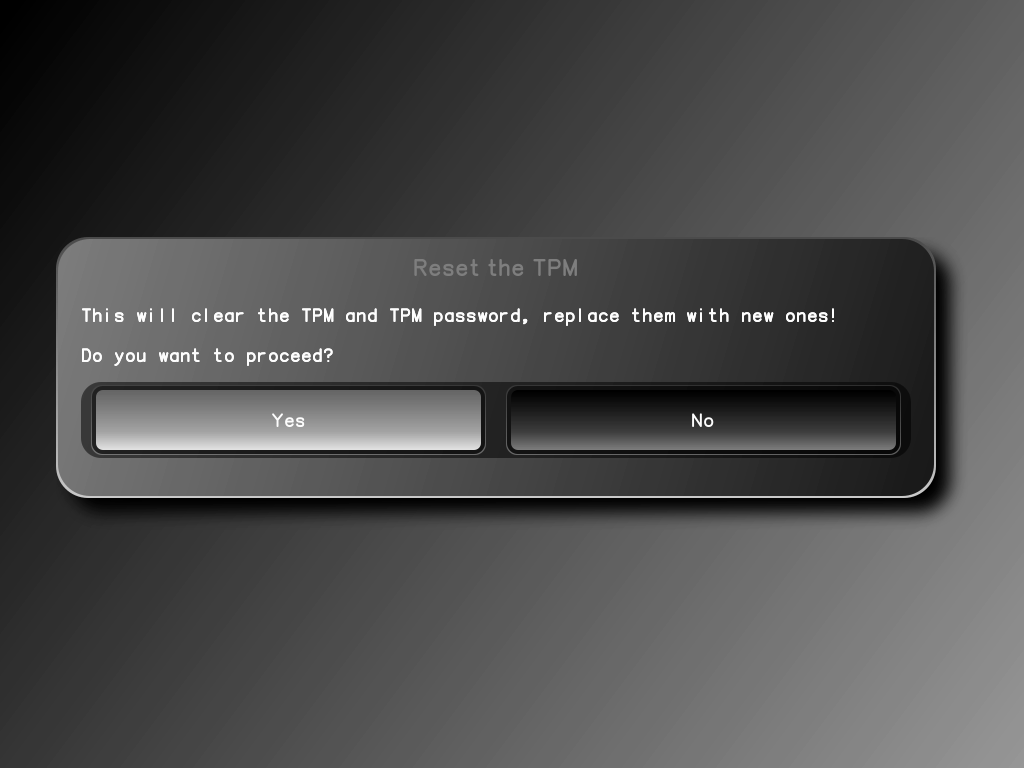 Reset the TPM
This will clear the TPM and TPM password, replace them with new ones!
Do you want to proceed?
Yes No